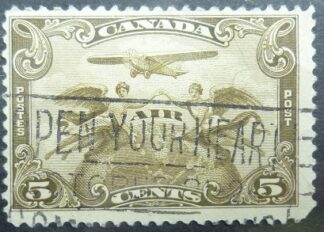 CANADA
POSTES
POST
AIR
PEN YOUR HEART
5 CENTS 5